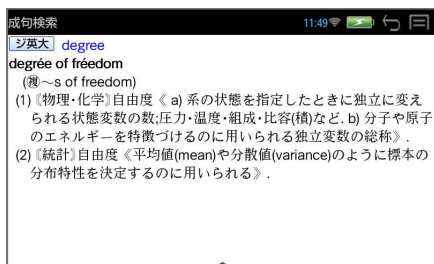 成句検索 11:49
ジ英大 degree
degrée of fréedom
(複～s of freedom)
(1)〖物理・化学〗自由度《 a) 系の状態を指定したときに独立に変え
られる状態変数の数;圧力・温度・組成・比容(積)など. b) 分子や原子
のエネルギーを特徴づけるのに用いられる独立変数の総称》.
(2)〖統計〗自由度《平均値(mean)や分散値(variance)のように標本の
分布特性を決定するのに用いられる》.